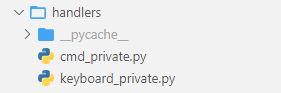 handlers
__pycache__
cmd_private.py
keyboard_private.py